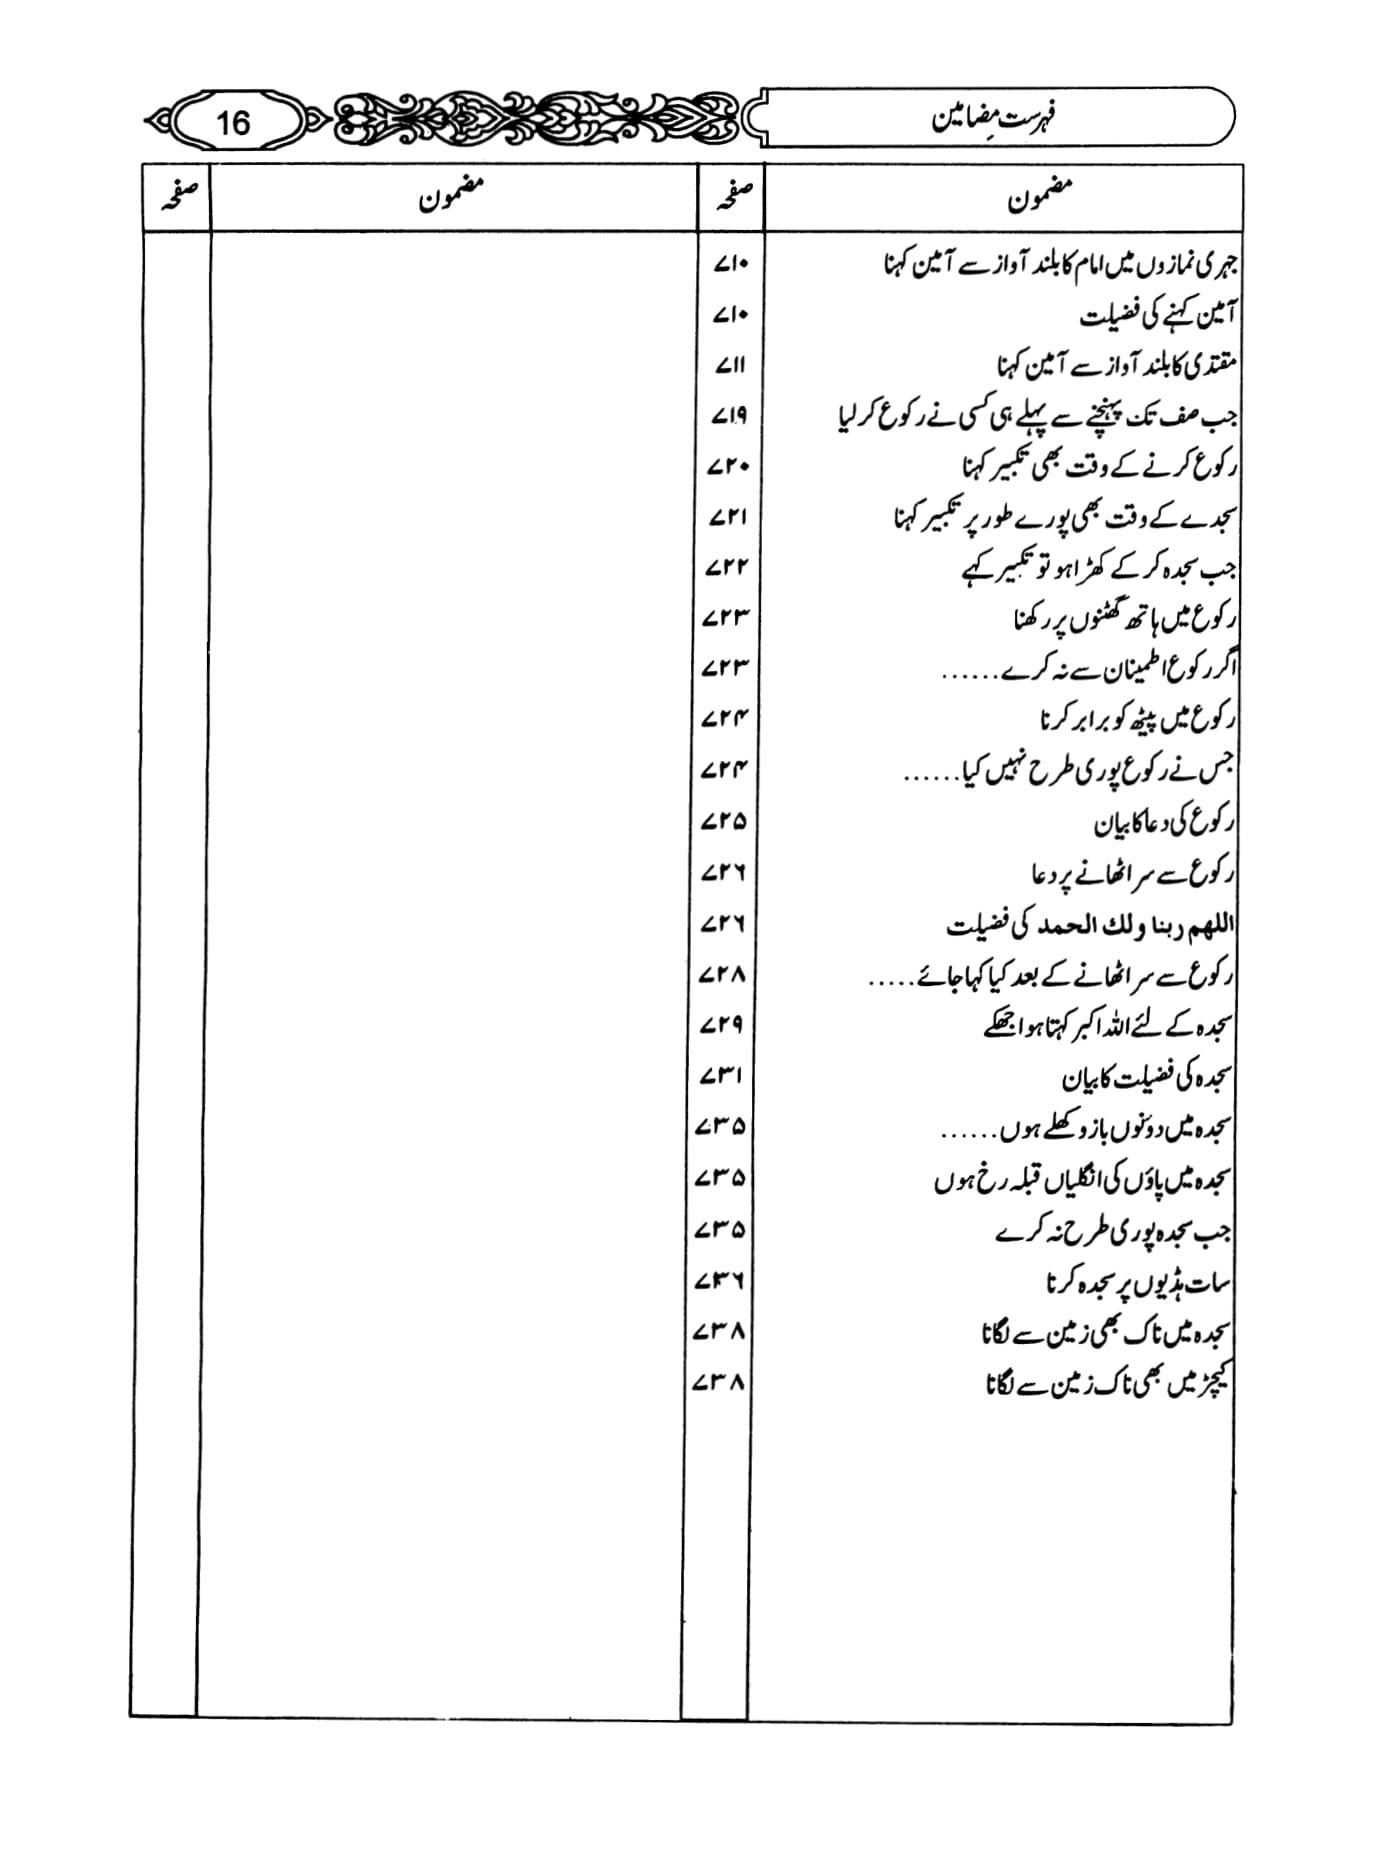 فہرست مضامین
16
مضمون صفحہ مضمون صفحہ
جہری نمازوں میں امام کا بلند آواز سے آمین کہنا ۷۱۰
آمین کہنے کی فضیلت ۷۱۰
مقتدی کا بلند آواز سے آمین کہنا ۷۱۱
جب صف تک پہنچنے سے پہلے ہی کسی نے رکوع کر لیا ۷۱۹
رکوع کرنے کے وقت بھی تکبیر کہنا ۷۲۰
سجدے کے وقت بھی پورے طور پر تکبیر کہنا ۷۲۱
جب سجدہ کر کے کھڑا ہو تو تکبیر کہے ۷۲۲
رکوع میں ہاتھ گھٹنوں پر رکھنا ۷۲۳
اگر رکوع اطمینان سے نہ کرے...... ۷۲۳
رکوع میں پیٹھ کو برابر کرنا ۷۲۴
جس نے رکوع پوری طرح نہیں کیا...... ۷۲۴
رکوع کی دعا کا بیان ۷۲۵
رکوع سے سر اٹھانے پر دعا ۷۲۶
اللهم ربنا ولك الحمد کی فضیلت ۷۲۶
رکوع سے سر اٹھانے کے بعد کیا کہا جائے..... ۷۲۸
سجدہ کے لئے اللہ اکبر کہتا ہوا جھکے ۷۲۹
سجدہ کی فضیلت کا بیان ۷۳۱
سجدہ میں دونوں بازو کھلے ہوں...... ۷۳۵
سجدہ میں پاؤں کی انگلیاں قبلہ رخ ہوں ۷۳۵
جب سجدہ پوری طرح نہ کرے ۷۳۵
سات ہڈیوں پر سجدہ کرنا ۷۳۶
سجدہ میں ناک بھی زمین سے لگانا ۷۳۸
کیچڑ میں بھی ناک زمین سے لگانا ۷۳۸